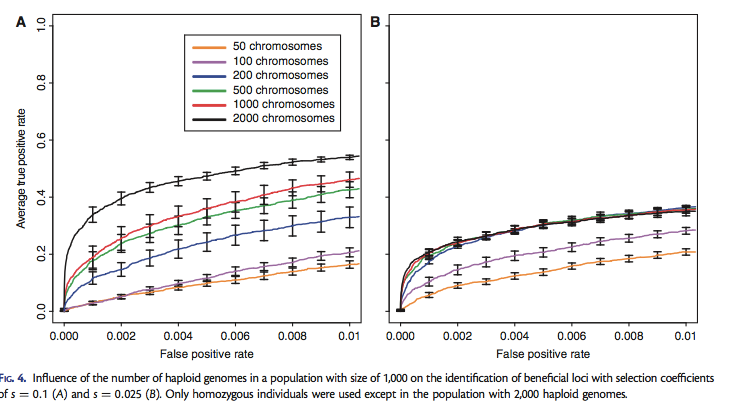 A
B
50 chromosomes
100 chromosomes
200 chromosomes
500 chromosomes
1000 chromosomes
2000 chromosomes
Average true positive rate
1.0
0.8
0.6
0.4
0.2
0.0
0.000 0.002 0.004 0.006 0.008 0.01
0.000 0.002 0.004 0.006 0.008 0.01
False positive rate
False positive rate
FIG. 4. Influence of the number of haploid genomes in a population with size of 1,000 on the identification of beneficial loci with selection coefficients
of s = 0.1 (A) and s = 0.025 (B). Only homozygous individuals were used except in the population with 2,000 haploid genomes.